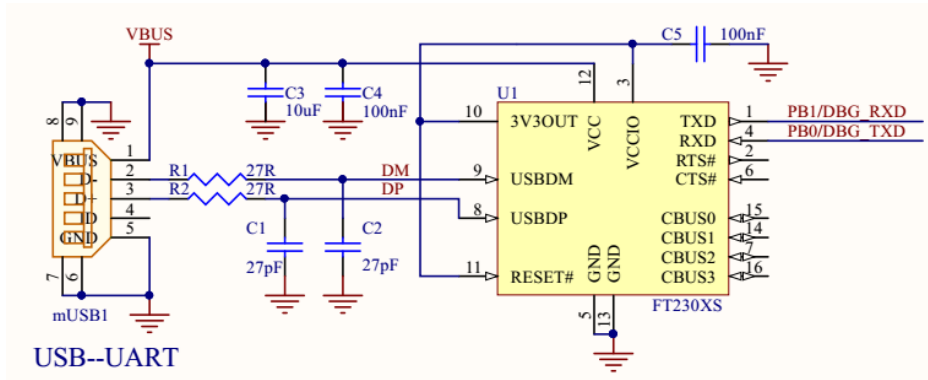 VBUS
C5 100nF
C3
10uF
C4
100nF
U1
12
3
8
9
10 3V3OUT
VCC
VCCIO
TXD 1 PB1/DBG_RXD
RXD 4 PB0/DBG_TXD
RTS# 2
CTS# 6
VBUS 1
D- 2
D+ 3
ID 4
GND 5
R1 27R DM
R2 27R DP
9 USBDM
8 USBDP
C1
27pF
C2
27pF
CBUS0 15
CBUS1 14
CBUS2 7
CBUS3 16
11 RESET#
GND
GND
7
6
5
13
mUSB1
FT230XS
USB--UART